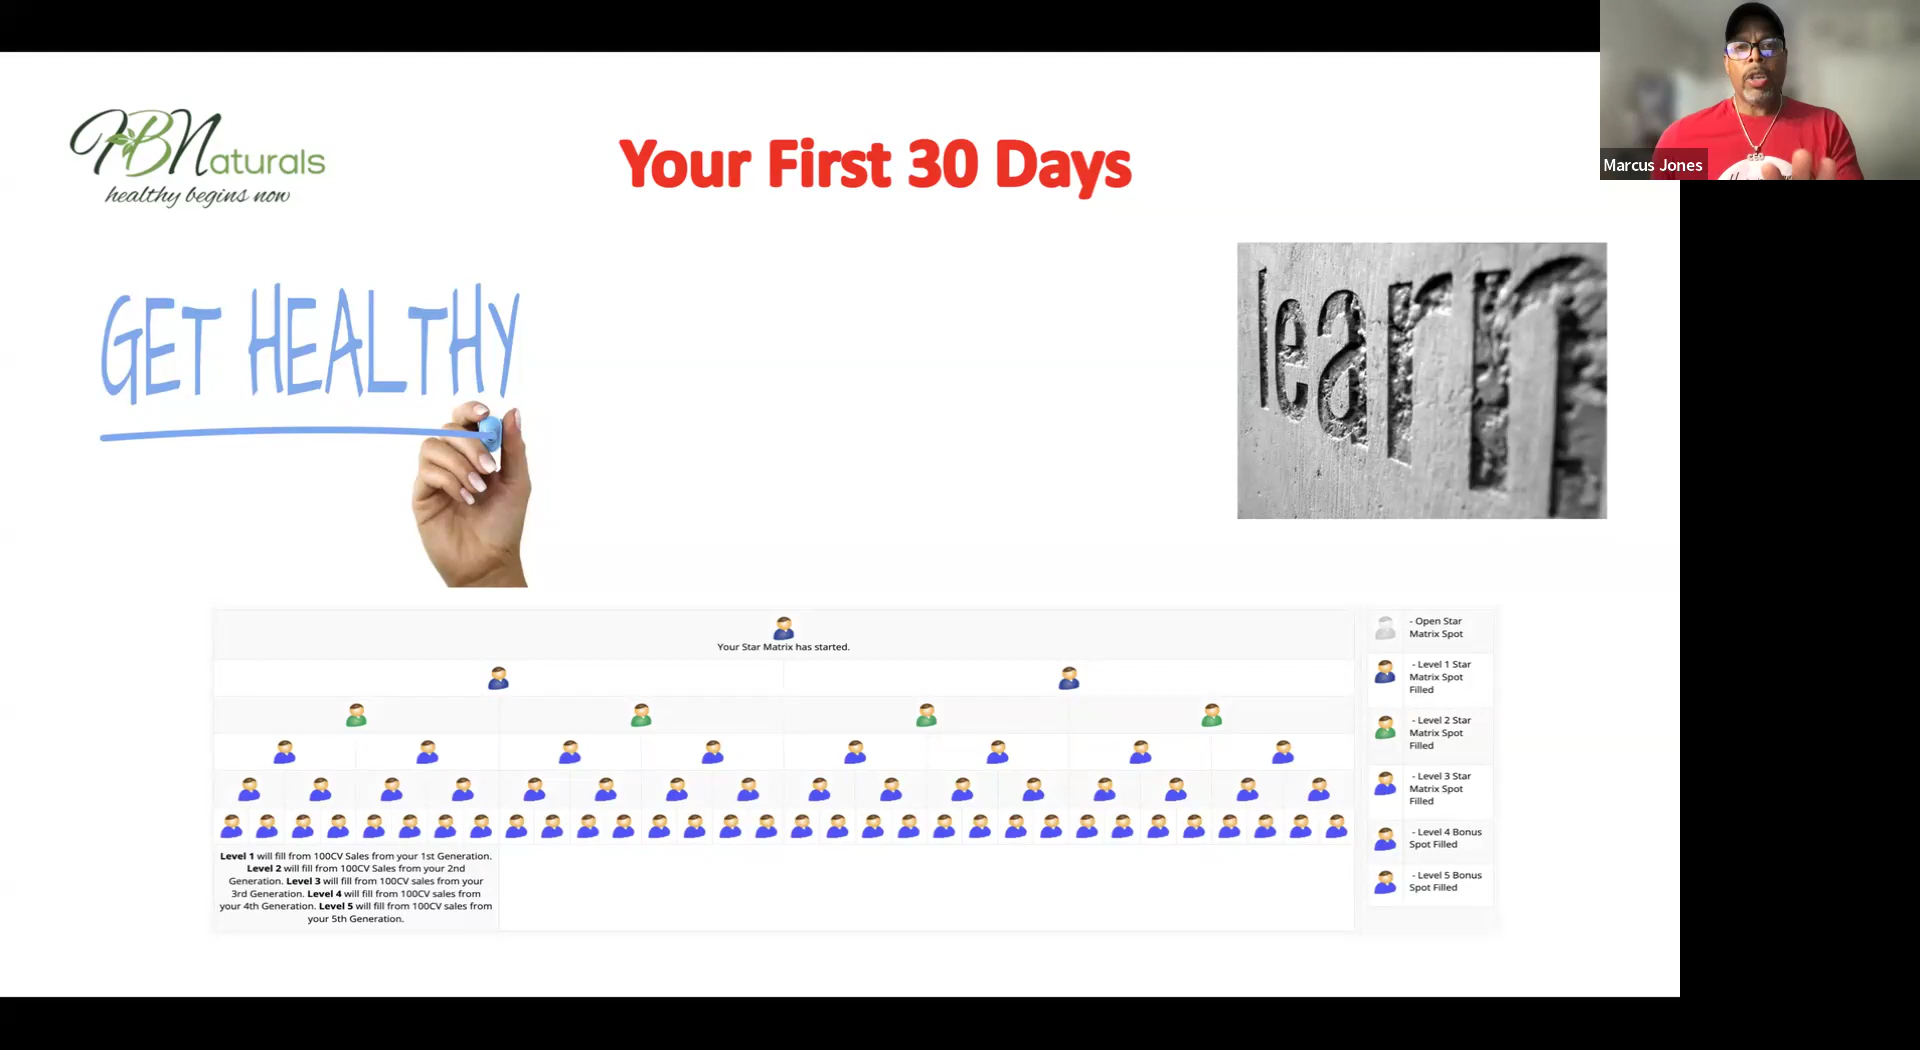 HBNaturals
healthy begins now
Your First 30 Days
Marcus Jones
GET HEALTHY
learn
Your Star Matrix has started.
Level 1 will fill from 100CV Sales from your 1st Generation.
Level 2 will fill from 100CV Sales from your 2nd
Generation. Level 3 will fill from 100CV sales from your
3rd Generation. Level 4 will fill from 100CV sales from
your 4th Generation. Level 5 will fill from 100CV sales from
your 5th Generation.
- Open Star
Matrix Spot
- Level 1 Star
Matrix Spot
Filled
- Level 2 Star
Matrix Spot
Filled
- Level 3 Star
Matrix Spot
Filled
- Level 4 Bonus
Spot Filled
- Level 5 Bonus
Spot Filled
CEO